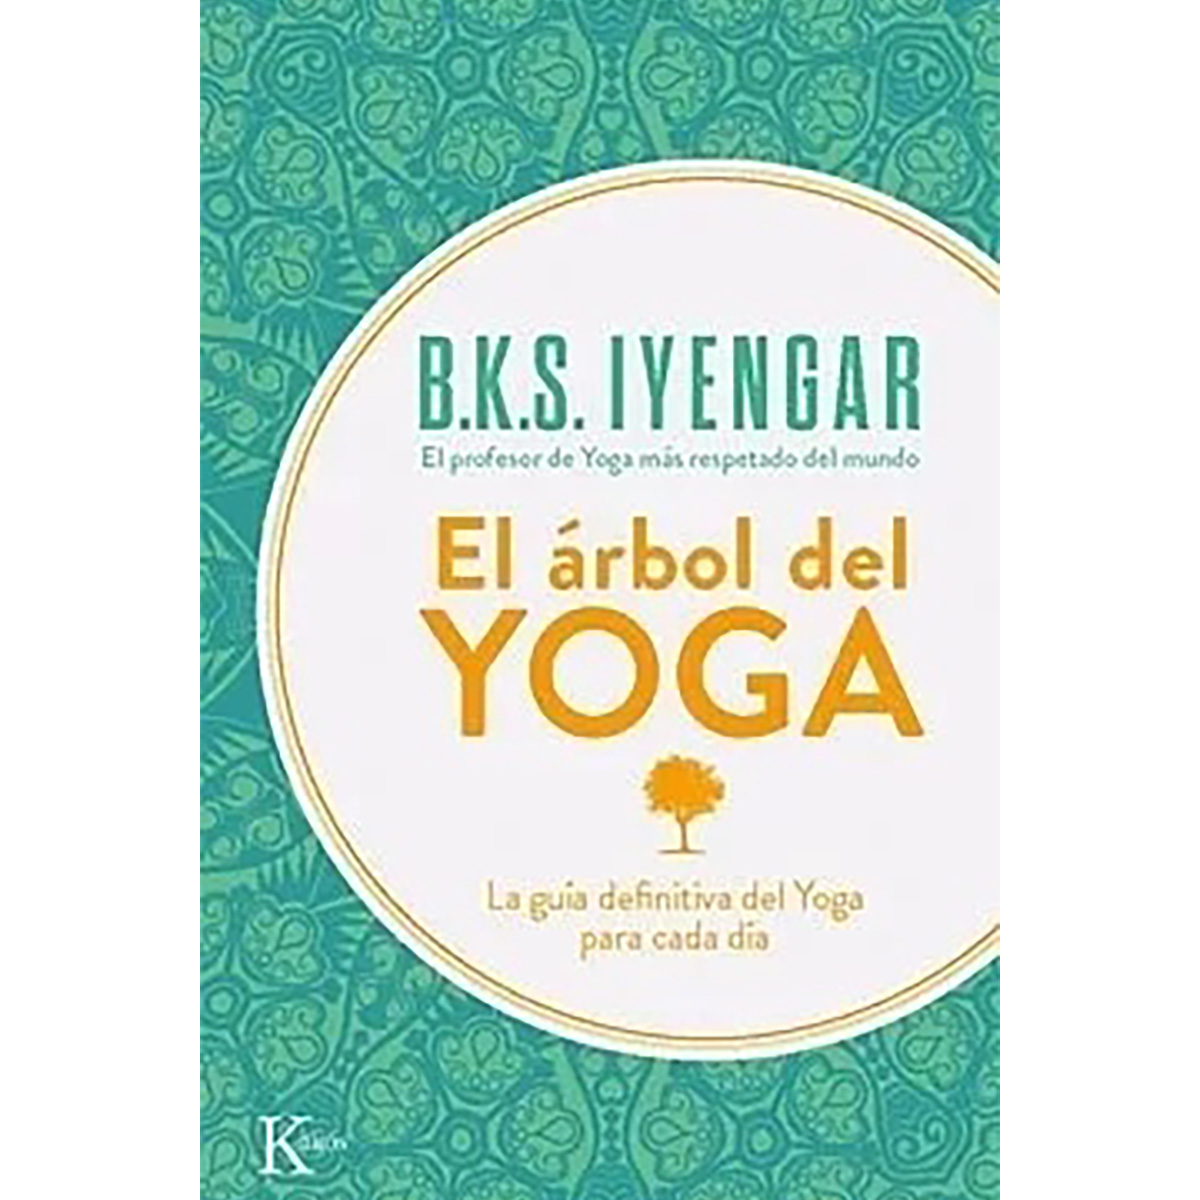 B.K.S. IYENGAR
El profesor de Yoga más respetado del mundo
El árbol del
YOGA
La guía definitiva del Yoga
para cada día
Kairós